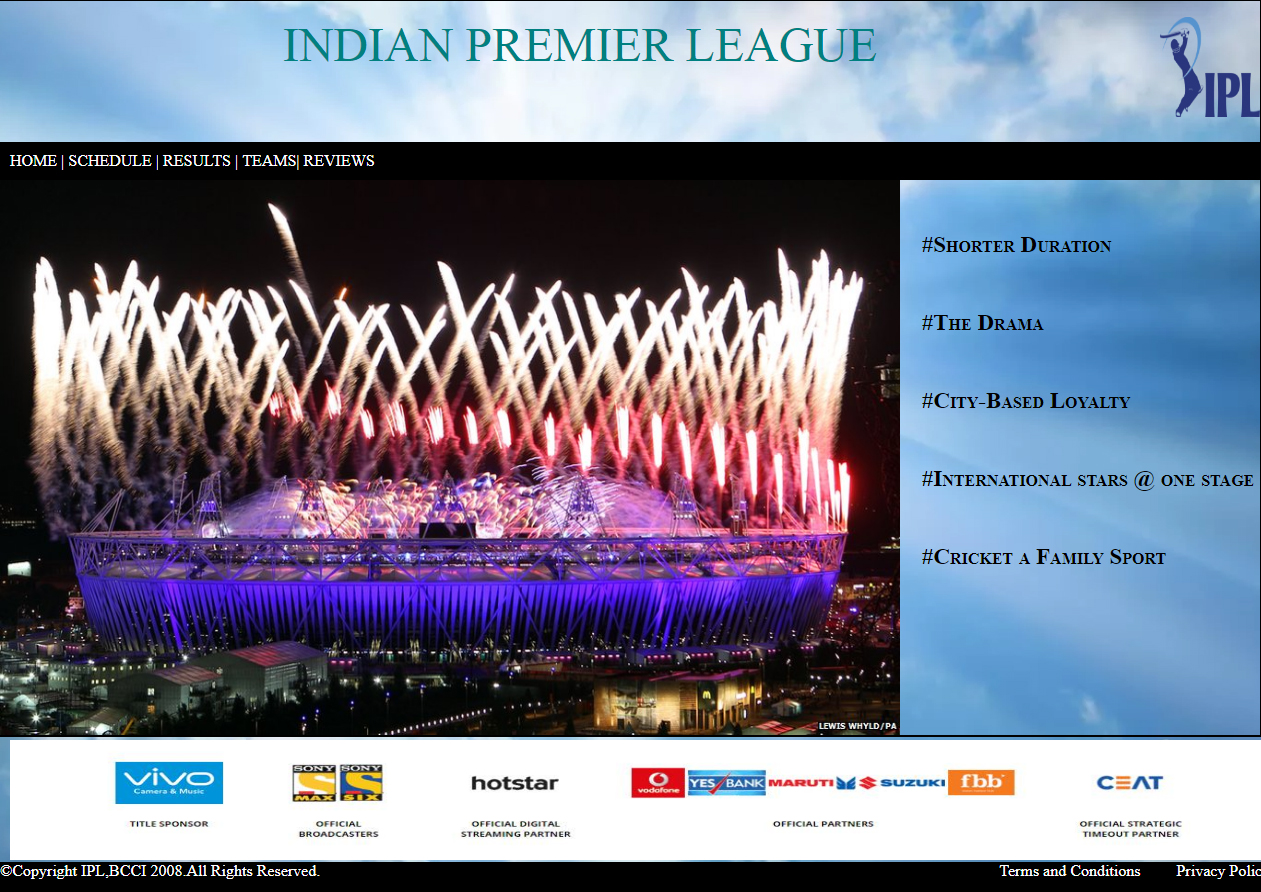 INDIAN PREMIER LEAGUE
IPL
HOME | SCHEDULE | RESULTS | TEAMS| REVIEWS
#Shorter Duration
#The Drama
#City-Based Loyalty
#International stars @ one stage
#Cricket a Family Sport
LEWIS WHYLD/PA
vivo
Camera & Music
SONY SONY
MAX SIX
hotstar
vodofone YES BANK MARUTI SUZUKI fbb
CEAT
TITLE SPONSOR
OFFICIAL
BROADCASTERS
OFFICIAL DIGITAL
STREAMING PARTNER
OFFICIAL PARTNERS
OFFICIAL STRATEGIC
TIMEOUT PARTNER
©Copyright IPL,BCCI 2008.All Rights Reserved. Terms and Conditions Privacy Polic